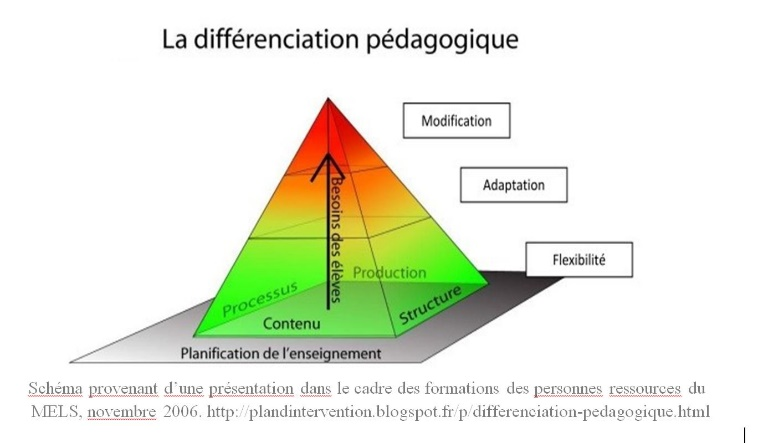 La différenciation pédagogique
Modification
Adaptation
Besoins des élèves
Flexibilité
Production
Processus
Structure
Contenu
Planification de l'enseignement
Schéma provenant d'une présentation dans le cadre des formations des personnes ressources du
MELS, novembre 2006. http://plandintervention.blogspot.fr/p/differenciation-pedagogique.html